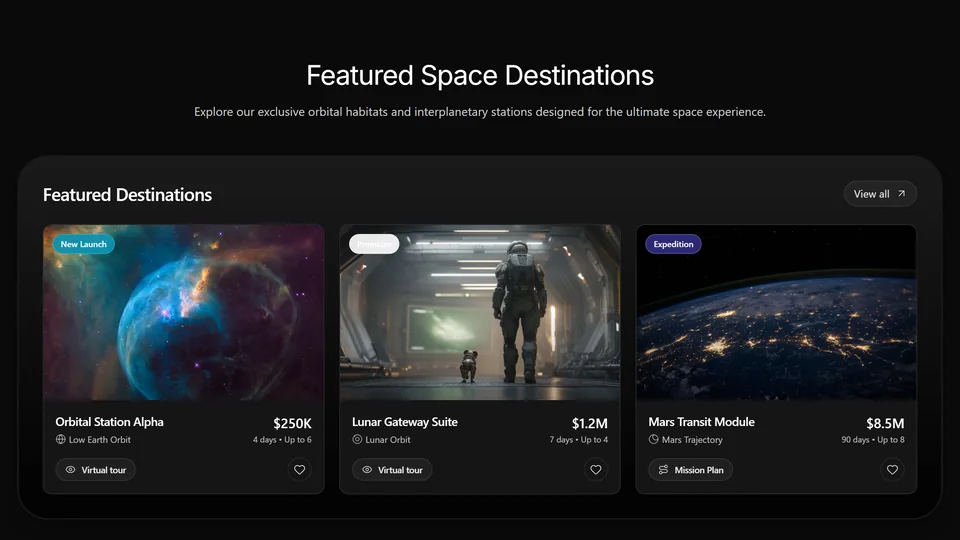 Featured Space Destinations
Explore our exclusive orbital habitats and interplanetary stations designed for the ultimate space experience.
Featured Destinations
View all
New Launch
Premium
Expedition
Orbital Station Alpha
$250K
Low Earth Orbit
4 days • Up to 6
Virtual tour
Lunar Gateway Suite
$1.2M
Lunar Orbit
7 days • Up to 4
Virtual tour
Mars Transit Module
$8.5M
Mars Trajectory
90 days • Up to 8
Mission Plan